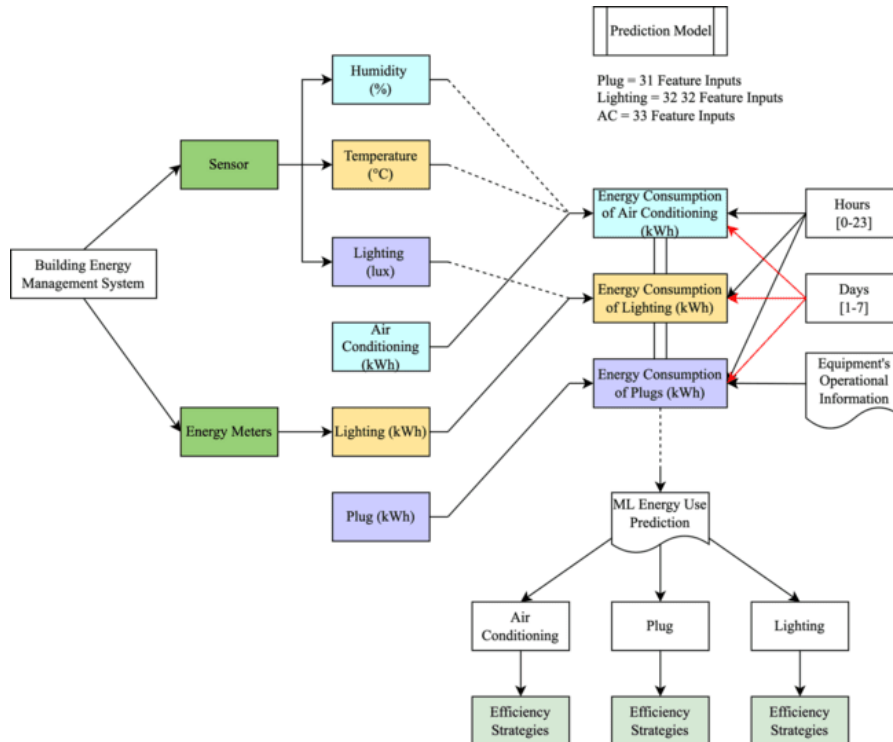 Prediction Model
Plug = 31 Feature Inputs
Lighting = 32 32 Feature Inputs
AC = 33 Feature Inputs
Humidity
(%)
Sensor
Temperature
(°C)
Lighting
(lux)
Building Energy
Management System
Air
Conditioning
(kWh)
Energy Meters
Lighting (kWh)
Plug (kWh)
Energy Consumption
of Air Conditioning
(kWh)
Energy Consumption
of Lighting (kWh)
Energy Consumption
of Plugs (kWh)
Hours
[0-23]
Days
[1-7]
Equipment's
Operational
Information
ML Energy Use
Prediction
Air
Conditioning
Plug
Lighting
Efficiency
Strategies
Efficiency
Strategies
Efficiency
Strategies